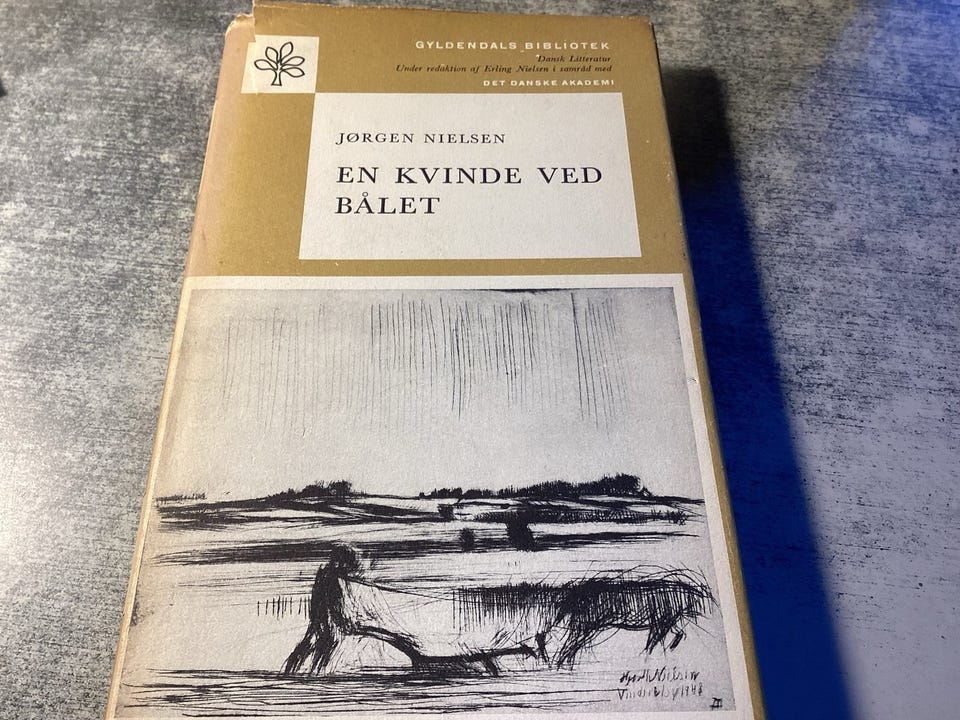 GYLDENDALS BIBLIOTEK
Dansk Litteratur
Under redaktion af Erling Nielsen i samråd med
DET DANSKE AKADEMI
JØRGEN NIELSEN
EN KVINDE VED
BÅLET
1948